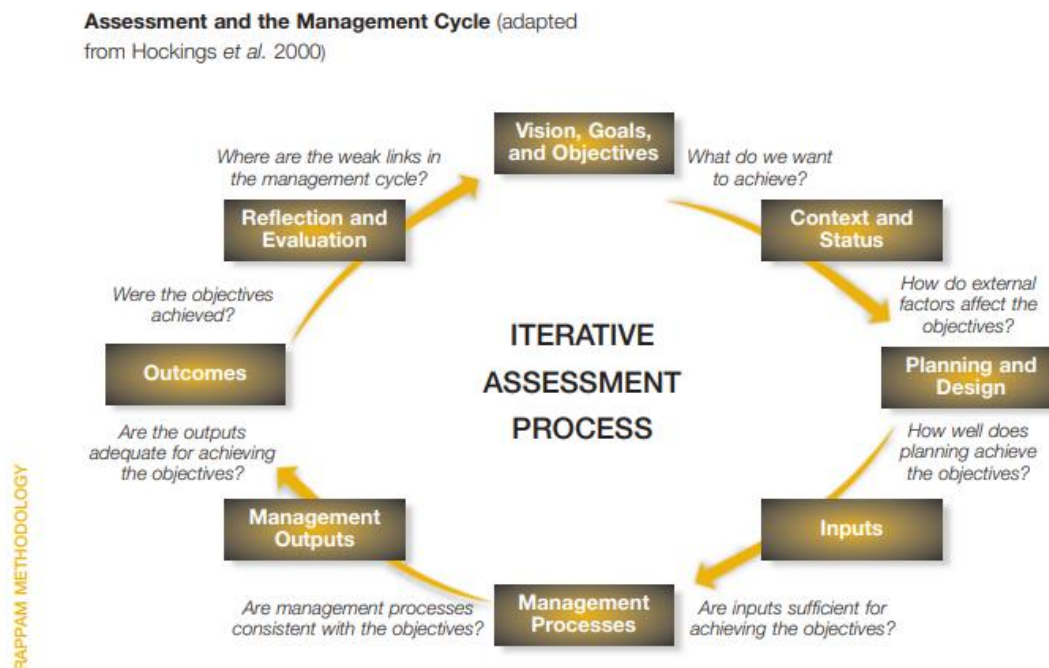 Assessment and the Management Cycle (adapted
from Hockings et al. 2000)
Vision, Goals,
and Objectives
What do we want
to achieve?
Context and
Status
How do external
factors affect the
objectives?
Planning and
Design
How well does
planning achieve
the objectives?
Inputs
Are inputs sufficient for
achieving the objectives?
Management
Processes
Are management processes
consistent with the objectives?
Management
Outputs
Are the outputs
adequate for achieving
the objectives?
Outcomes
Were the objectives
achieved?
Reflection and
Evaluation
Where are the weak links in
the management cycle?
ITERATIVE
ASSESSMENT
PROCESS
RAPPAM METHODOLOGY